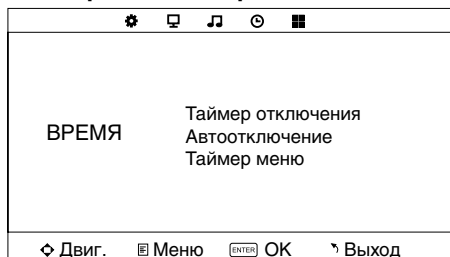 ВРЕМЯ
Таймер отключения
Автоотключение
Таймер меню
Двиг. Меню ENTER OK Выход